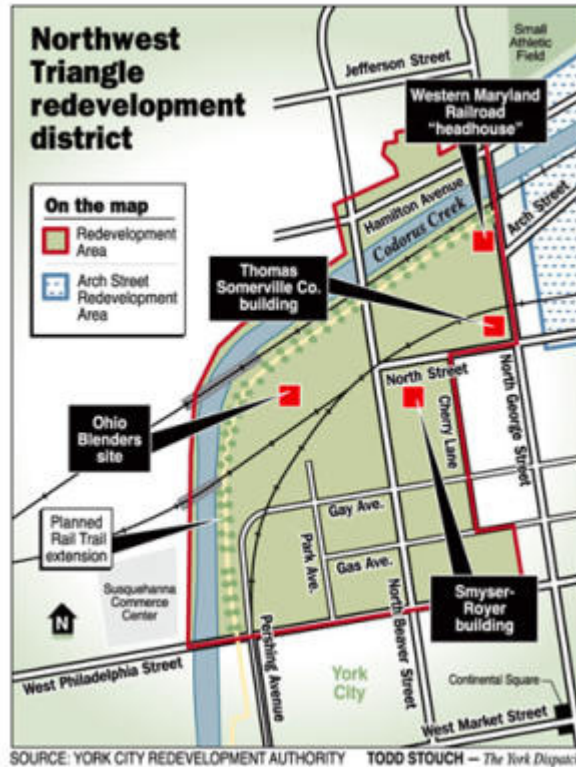 Northwest
Triangle
redevelopment
district
Small
Athletic
Field
Jefferson Street
Western Maryland
Railroad
"headhouse"
On the map
Redevelopment
Area
Arch Street
Redevelopment
Area
Hamilton Avenue
Codorus Creek
Arch Street
Thomas
Somerville Co.
building
North Street
Cherry Lane
North George Street
Ohio
Blenders
site
Planned
Rail Trail
extension
Gay Ave.
Park Ave.
Gas Ave.
Susquehanna
Commerce
Center
N
Smyser-
Royer
building
North Beaver Street
Pershing Avenue
West Philadelphia Street
York
City
Continental Square
West Market Street
SOURCE: YORK CITY REDEVELOPMENT AUTHORITY
TODD STOUCH — The York Dispatch